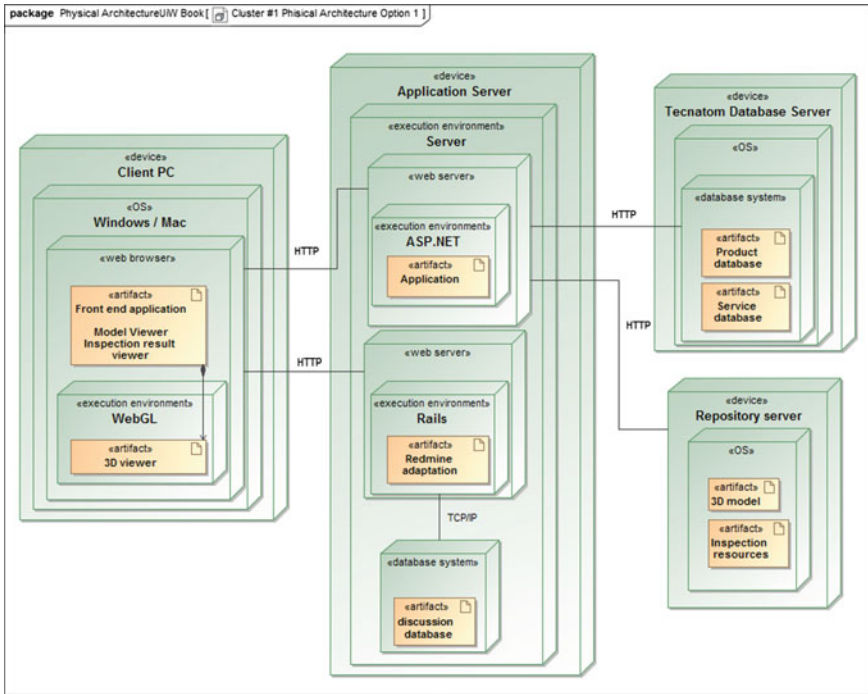 package Physical ArchitectureUIW Book [ Cluster #1 Phisical Architecture Option 1 ]
«device»
Client PC
«OS»
Windows / Mac
«web browser»
«artifact»
Front end application
Model Viewer
Inspection result
viewer
«execution environment»
WebGL
«artifact»
3D viewer
HTTP
HTTP
«device»
Application Server
«execution environment»
Server
«web server»
«execution environment»
ASP.NET
«artifact»
Application
«web server»
«execution environment»
Rails
«artifact»
Redmine
adaptation
TCP/IP
«database system»
«artifact»
discussion
database
HTTP
HTTP
«device»
Tecnatom Database Server
«OS»
«database system»
«artifact»
Product
database
«artifact»
Service
database
«device»
Repository server
«OS»
«artifact»
3D model
«artifact»
Inspection
resources